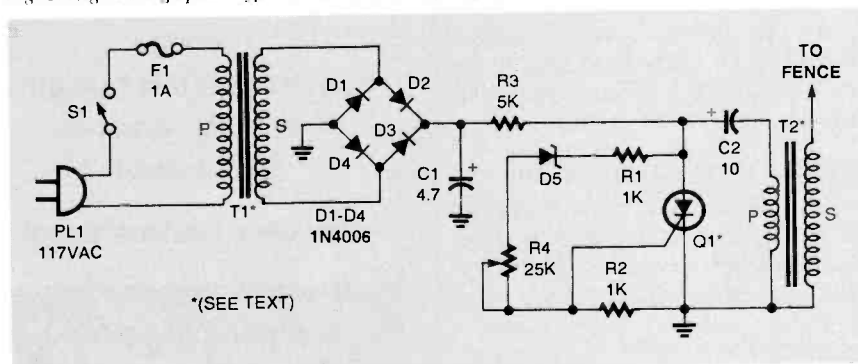 TO
FENCE
F1
1A
S1
PL1
117VAC
P
S
T1*
D1
D2
D3
D4
D1-D4
1N4006
C1
4.7
+
R3
5K
D5
R1
1K
R4
25K
R2
1K
Q1*
+
C2
10
T2*
P
S
*(SEE TEXT)